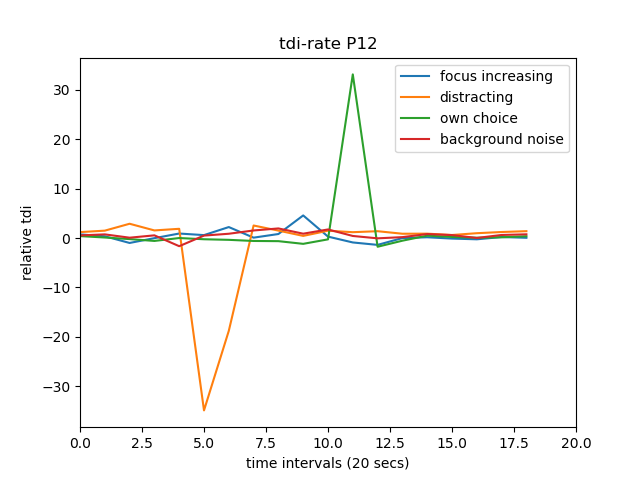 tdi-rate P12
focus increasing
distracting
own choice
background noise
relative tdi
30
20
10
0
−10
−20
−30
0.0 2.5 5.0 7.5 10.0 12.5 15.0 17.5 20.0
time intervals (20 secs)